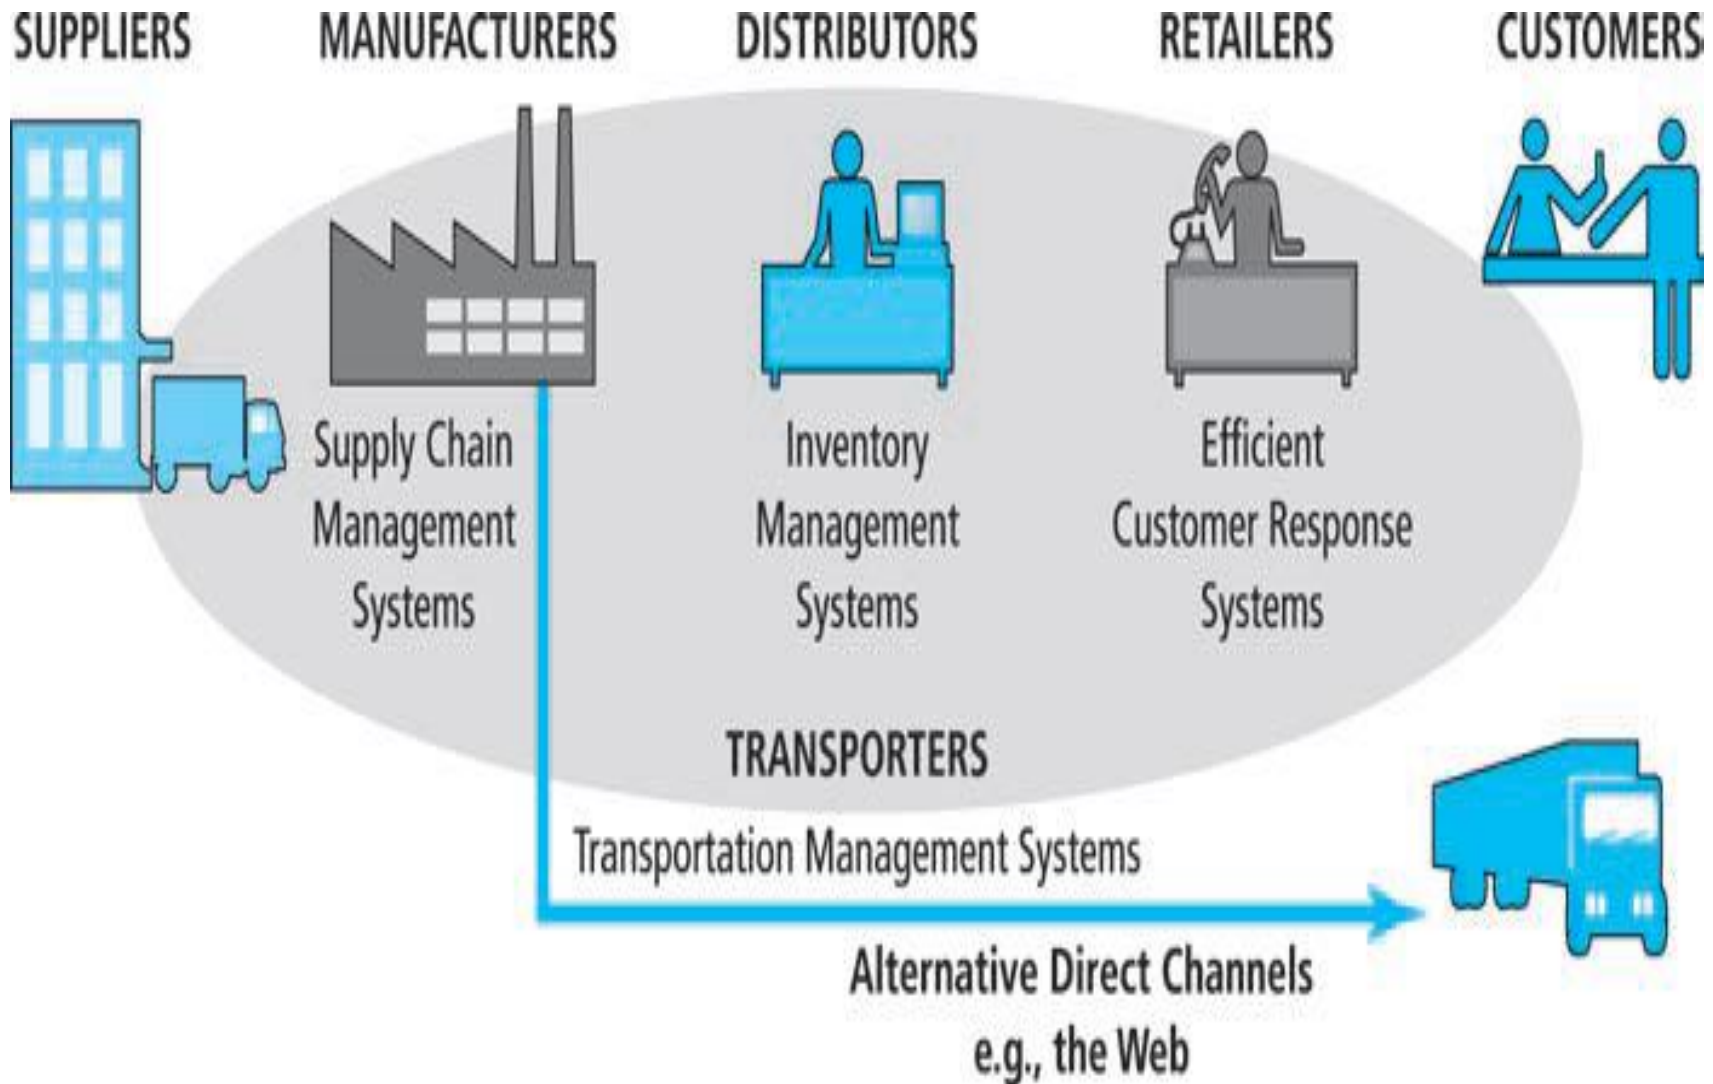 SUPPLIERS
MANUFACTURERS
DISTRIBUTORS
RETAILERS
CUSTOMERS
Supply Chain
Management
Systems
Inventory
Management
Systems
Efficient
Customer Response
Systems
TRANSPORTERS
Transportation Management Systems
Alternative Direct Channels
e.g., the Web